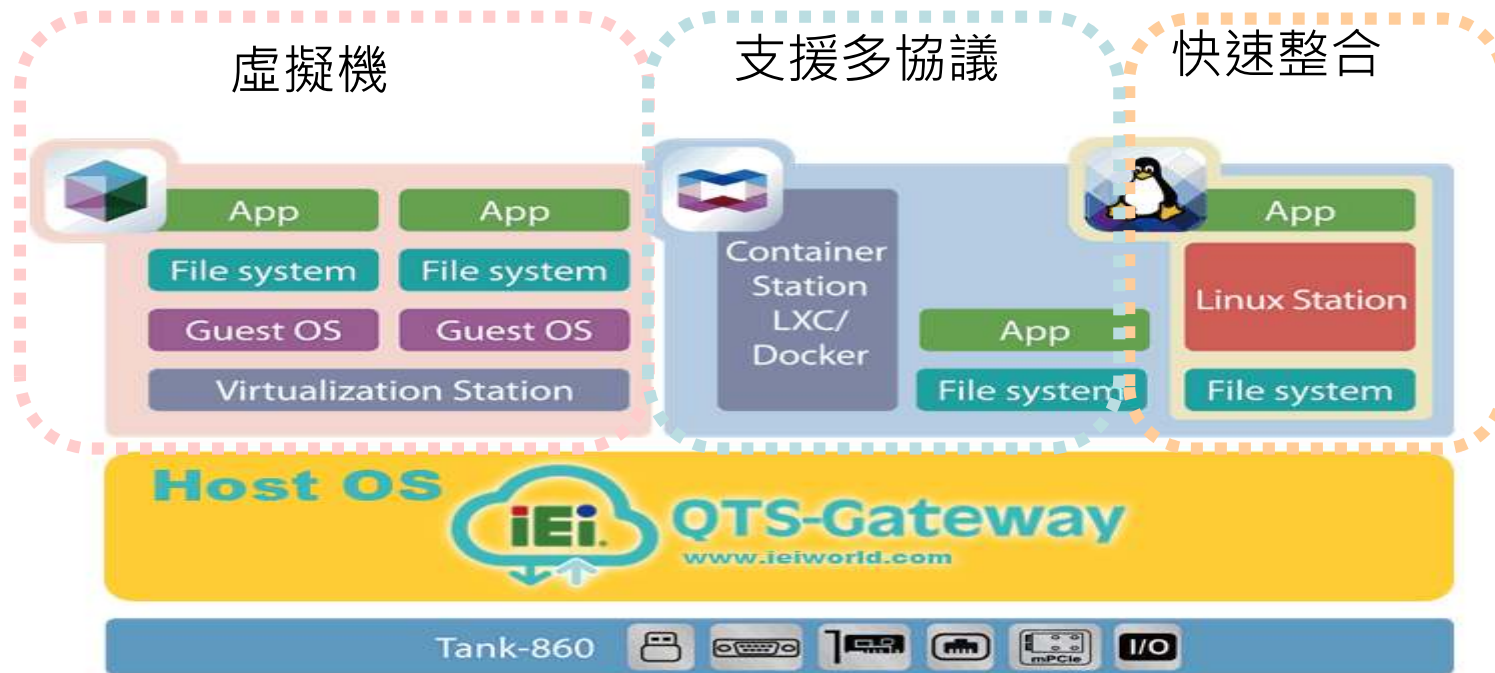 虛擬機
支援多協議
快速整合
App
App
File system
File system
Guest OS
Guest OS
Virtualization Station
Container
Station
LXC/
Docker
App
File system
App
Linux Station
File system
Host OS
iEi.
QTS-Gateway
www.ieiworld.com
Tank-860
mPCIe
I/O